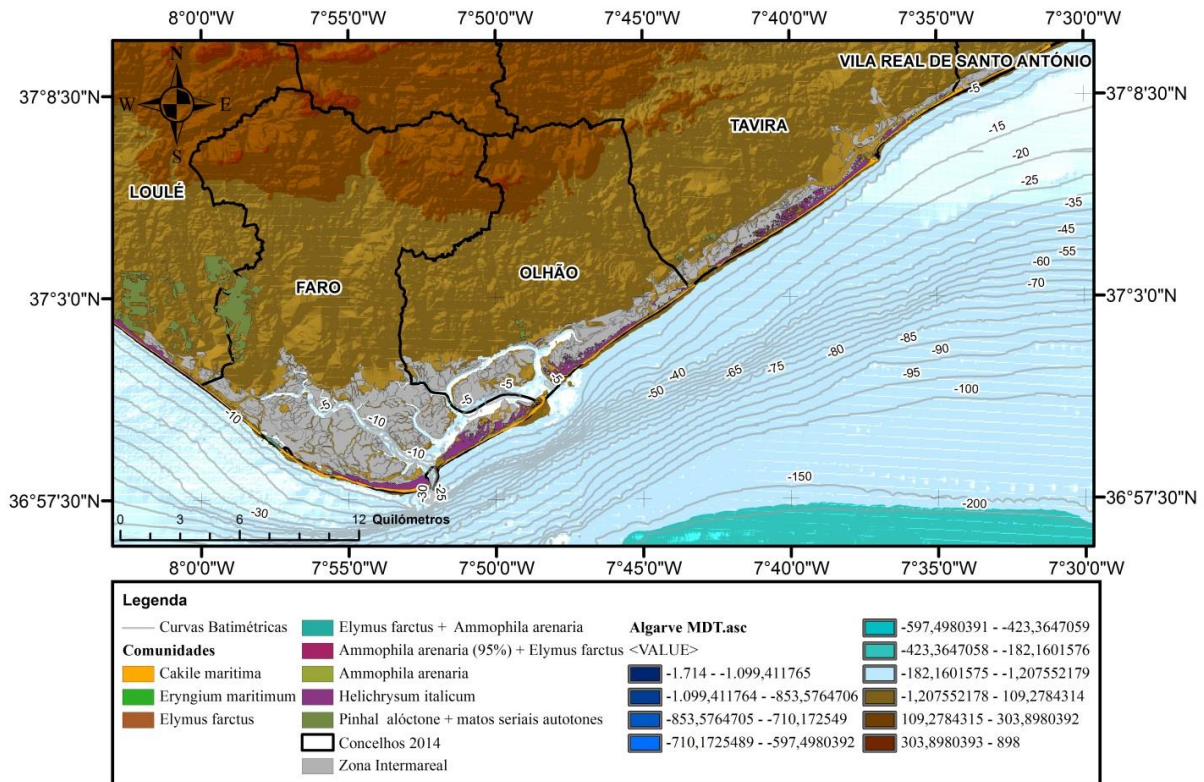 8°0'0"W 7°55'0"W 7°50'0"W 7°45'0"W 7°40'0"W 7°35'0"W 7°30'0"W
N
W E
S
VILA REAL DE SANTO ANTÓNIO
37°8'30"N 37°8'30"N
-5
-15
TAVIRA
-20
-25
LOULÉ
-35
-45
-55
-60
-70
OLHÃO
FARO
37°3'0"N 37°3'0"N
-85
-80 -90
-75 -95
-65 -100
-40
-50
-5
-5
-5
-5
-10
-10
-10
-150
-200
-30 -25
36°57'30"N 36°57'30"N
-30
0 3 6 12 Quilómetros
8°0'0"W 7°55'0"W 7°50'0"W 7°45'0"W 7°40'0"W 7°35'0"W 7°30'0"W
Legenda
Curvas Batimétricas
Comunidades
Cakile maritima
Eryngium maritimum
Elymus farctus
Elymus farctus + Ammophila arenaria
Ammophila arenaria (95%) + Elymus farctus
Ammophila arenaria
Helichrysum italicum
Pinhal alóctone + matos seriais autotones
Concelhos 2014
Zona Intermareal
Algarve MDT.asc
<VALUE>
-1.714 - -1.099,411765
-1.099,411764 - -853,5764706
-853,5764705 - -710,172549
-710,1725489 - -597,4980392
-597,4980391 - -423,3647059
-423,3647058 - -182,1601576
-182,1601575 - -1,207552179
-1,207552178 - 109,2784314
109,2784315 - 303,8980392
303,8980393 - 898